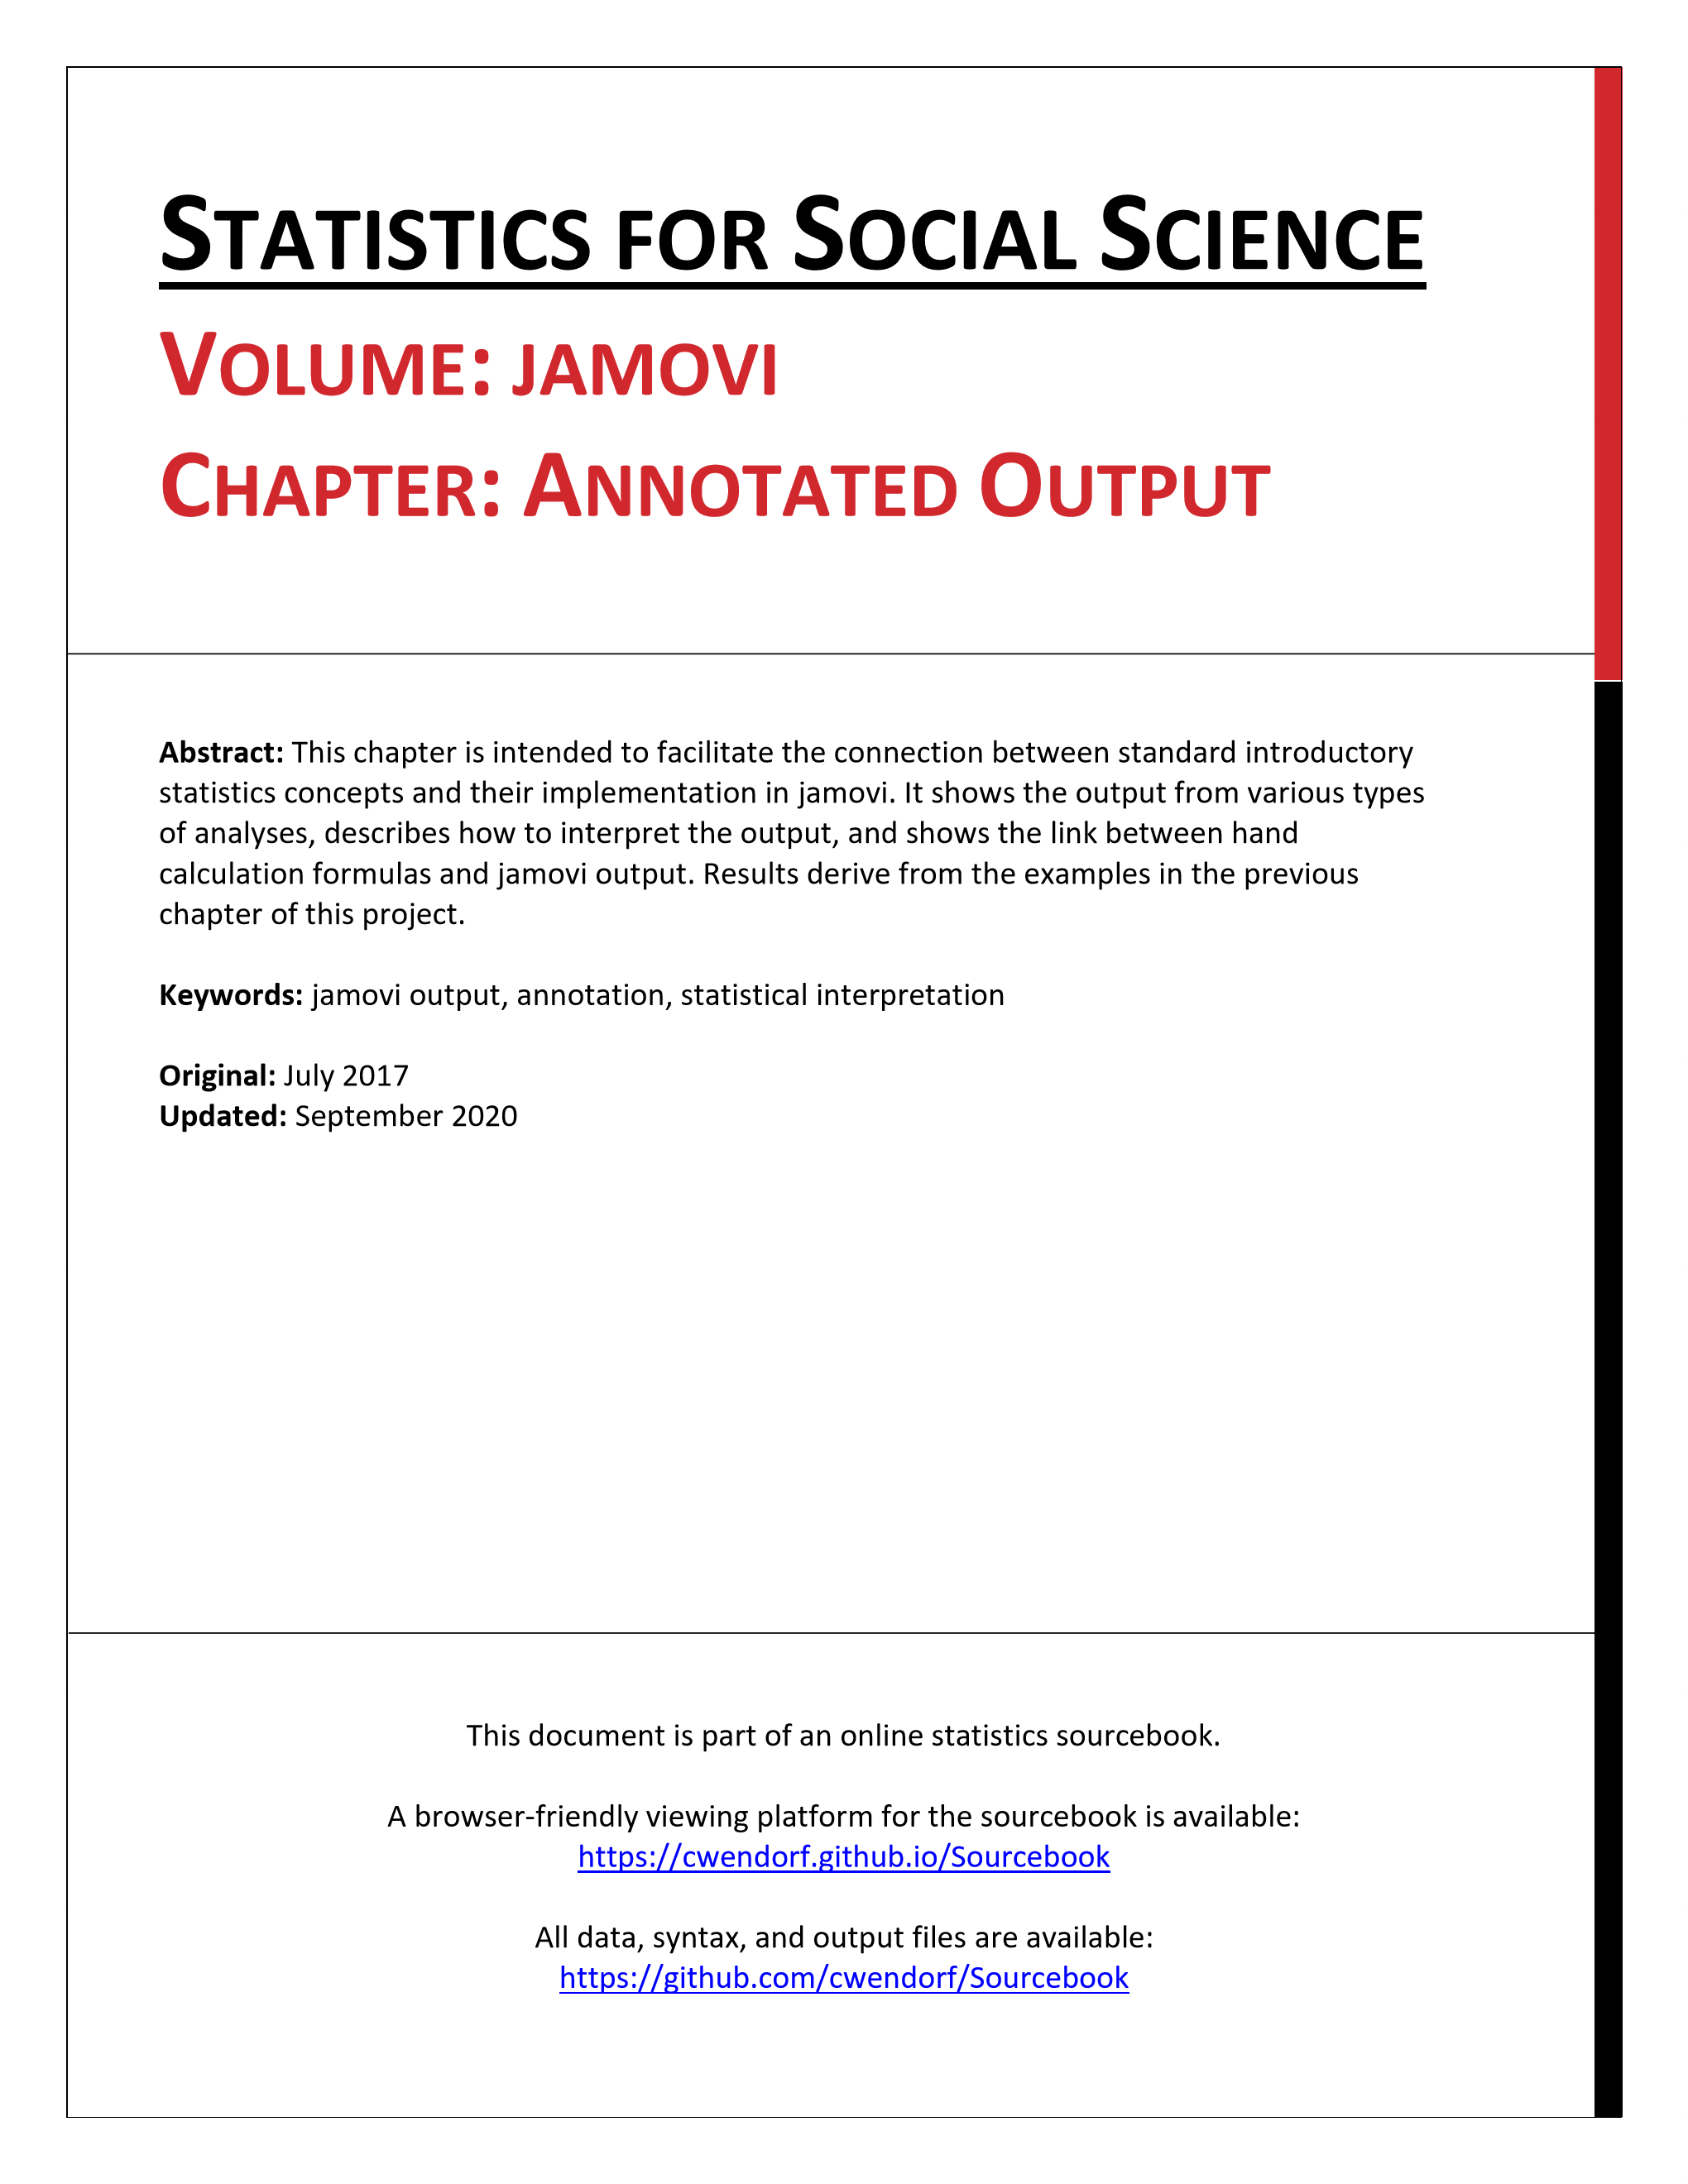 STATISTICS FOR SOCIAL SCIENCE
VOLUME: JAMOVI
CHAPTER: ANNOTATED OUTPUT
Abstract: This chapter is intended to facilitate the connection between standard introductory
statistics concepts and their implementation in jamovi. It shows the output from various types
of analyses, describes how to interpret the output, and shows the link between hand
calculation formulas and jamovi output. Results derive from the examples in the previous
chapter of this project.
Keywords: jamovi output, annotation, statistical interpretation
Original: July 2017
Updated: September 2020
This document is part of an online statistics sourcebook.
A browser-friendly viewing platform for the sourcebook is available:
https://cwendorf.github.io/Sourcebook
All data, syntax, and output files are available:
https://github.com/cwendorf/Sourcebook